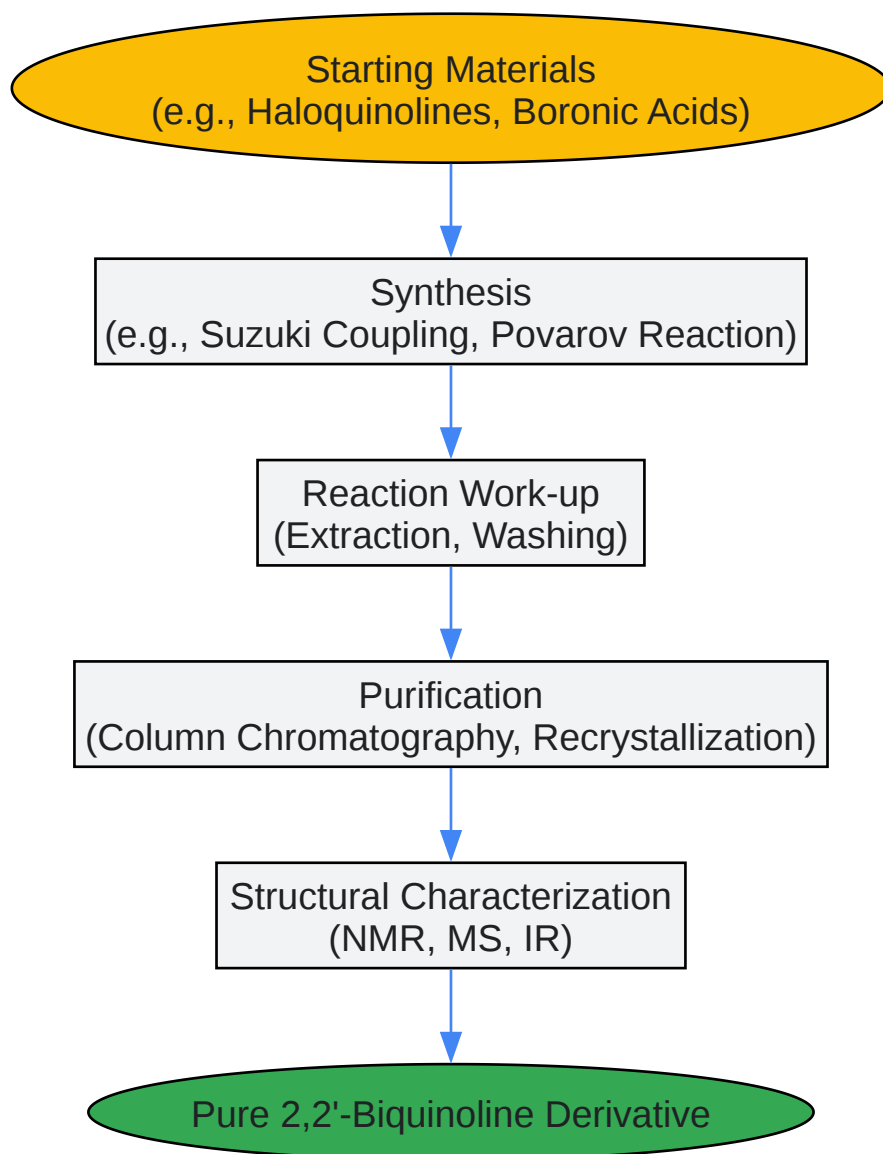 Starting Materials
(e.g., Haloquinolines, Boronic Acids)
Synthesis
(e.g., Suzuki Coupling, Povarov Reaction)
Reaction Work-up
(Extraction, Washing)
Purification
(Column Chromatography, Recrystallization)
Structural Characterization
(NMR, MS, IR)
Pure 2,2'-Biquinoline Derivative